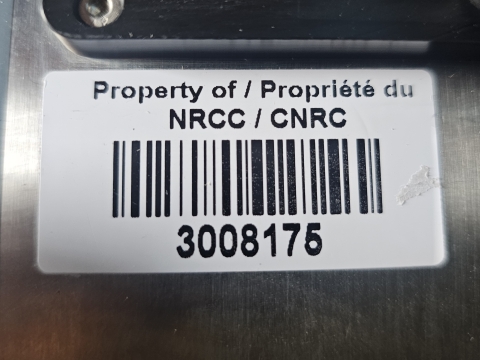 Property of / Propriété du
NRCC / CNRC
3008175